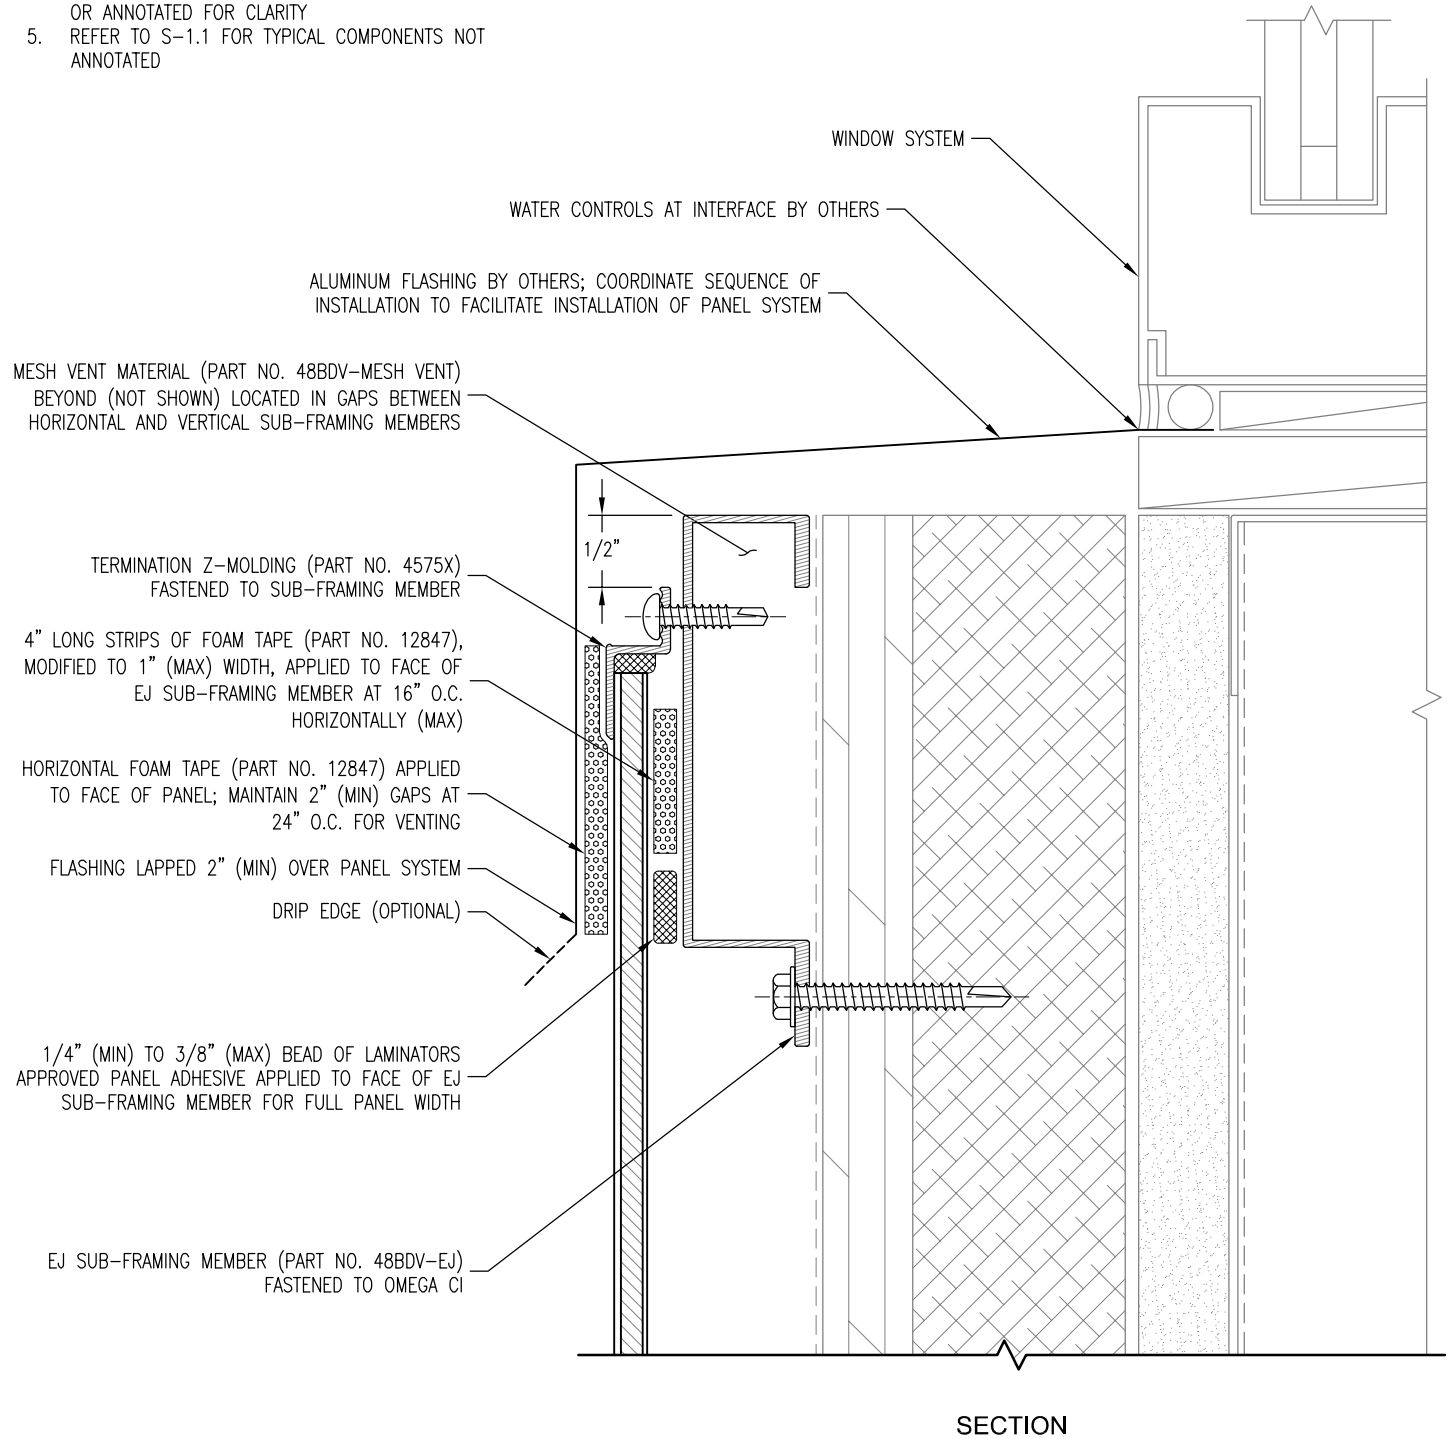 OR ANNOTATED FOR CLARITY
5. REFER TO S-1.1 FOR TYPICAL COMPONENTS NOT
ANNOTATED
WINDOW SYSTEM
WATER CONTROLS AT INTERFACE BY OTHERS
ALUMINUM FLASHING BY OTHERS; COORDINATE SEQUENCE OF
INSTALLATION TO FACILITATE INSTALLATION OF PANEL SYSTEM
MESH VENT MATERIAL (PART NO. 48BDV-MESH VENT)
BEYOND (NOT SHOWN) LOCATED IN GAPS BETWEEN
HORIZONTAL AND VERTICAL SUB-FRAMING MEMBERS
1/2"
TERMINATION Z-MOLDING (PART NO. 4575X)
FASTENED TO SUB-FRAMING MEMBER
4" LONG STRIPS OF FOAM TAPE (PART NO. 12847),
MODIFIED TO 1" (MAX) WIDTH, APPLIED TO FACE OF
EJ SUB-FRAMING MEMBER AT 16" O.C.
HORIZONTALLY (MAX)
HORIZONTAL FOAM TAPE (PART NO. 12847) APPLIED
TO FACE OF PANEL; MAINTAIN 2" (MIN) GAPS AT
24" O.C. FOR VENTING
FLASHING LAPPED 2" (MIN) OVER PANEL SYSTEM
DRIP EDGE (OPTIONAL)
1/4" (MIN) TO 3/8" (MAX) BEAD OF LAMINATORS
APPROVED PANEL ADHESIVE APPLIED TO FACE OF EJ
SUB-FRAMING MEMBER FOR FULL PANEL WIDTH
EJ SUB-FRAMING MEMBER (PART NO. 48BDV-EJ)
FASTENED TO OMEGA CI
SECTION